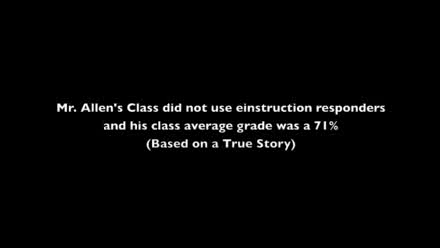 Mr. Allen's Class did not use einstruction responders
and his class average grade was a 71%
(Based on a True Story)